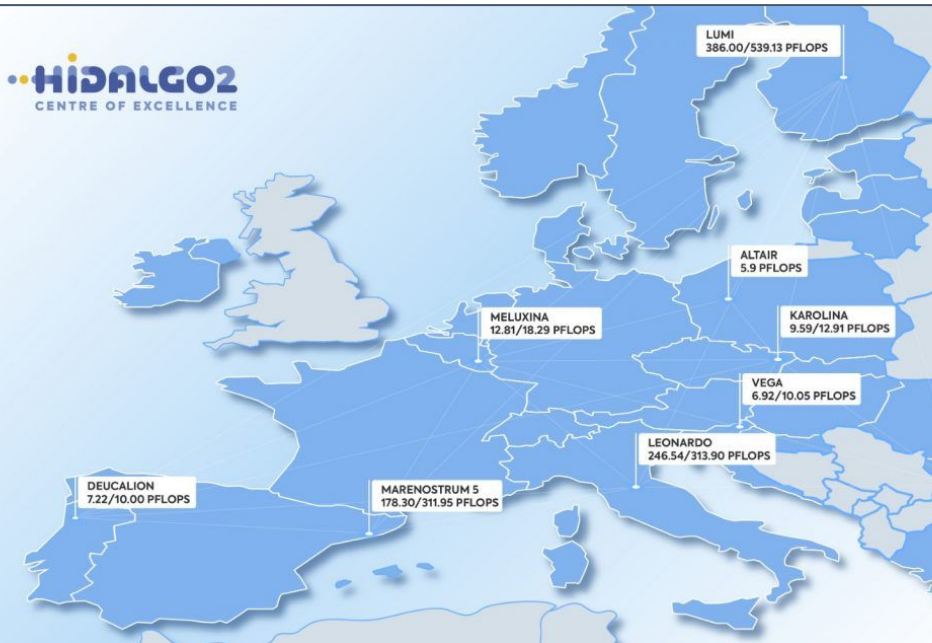 HiDALGO2
CENTRE OF EXCELLENCE
LUMI
386.00/539.13 PFLOPS
ALTAIR
5.9 PFLOPS
MELUXINA
12.81/18.29 PFLOPS
KAROLINA
9.59/12.91 PFLOPS
VEGA
6.92/10.05 PFLOPS
LEONARDO
246.54/313.90 PFLOPS
DEUCALION
7.22/10.00 PFLOPS
MARENOSTRUM 5
178.30/311.95 PFLOPS